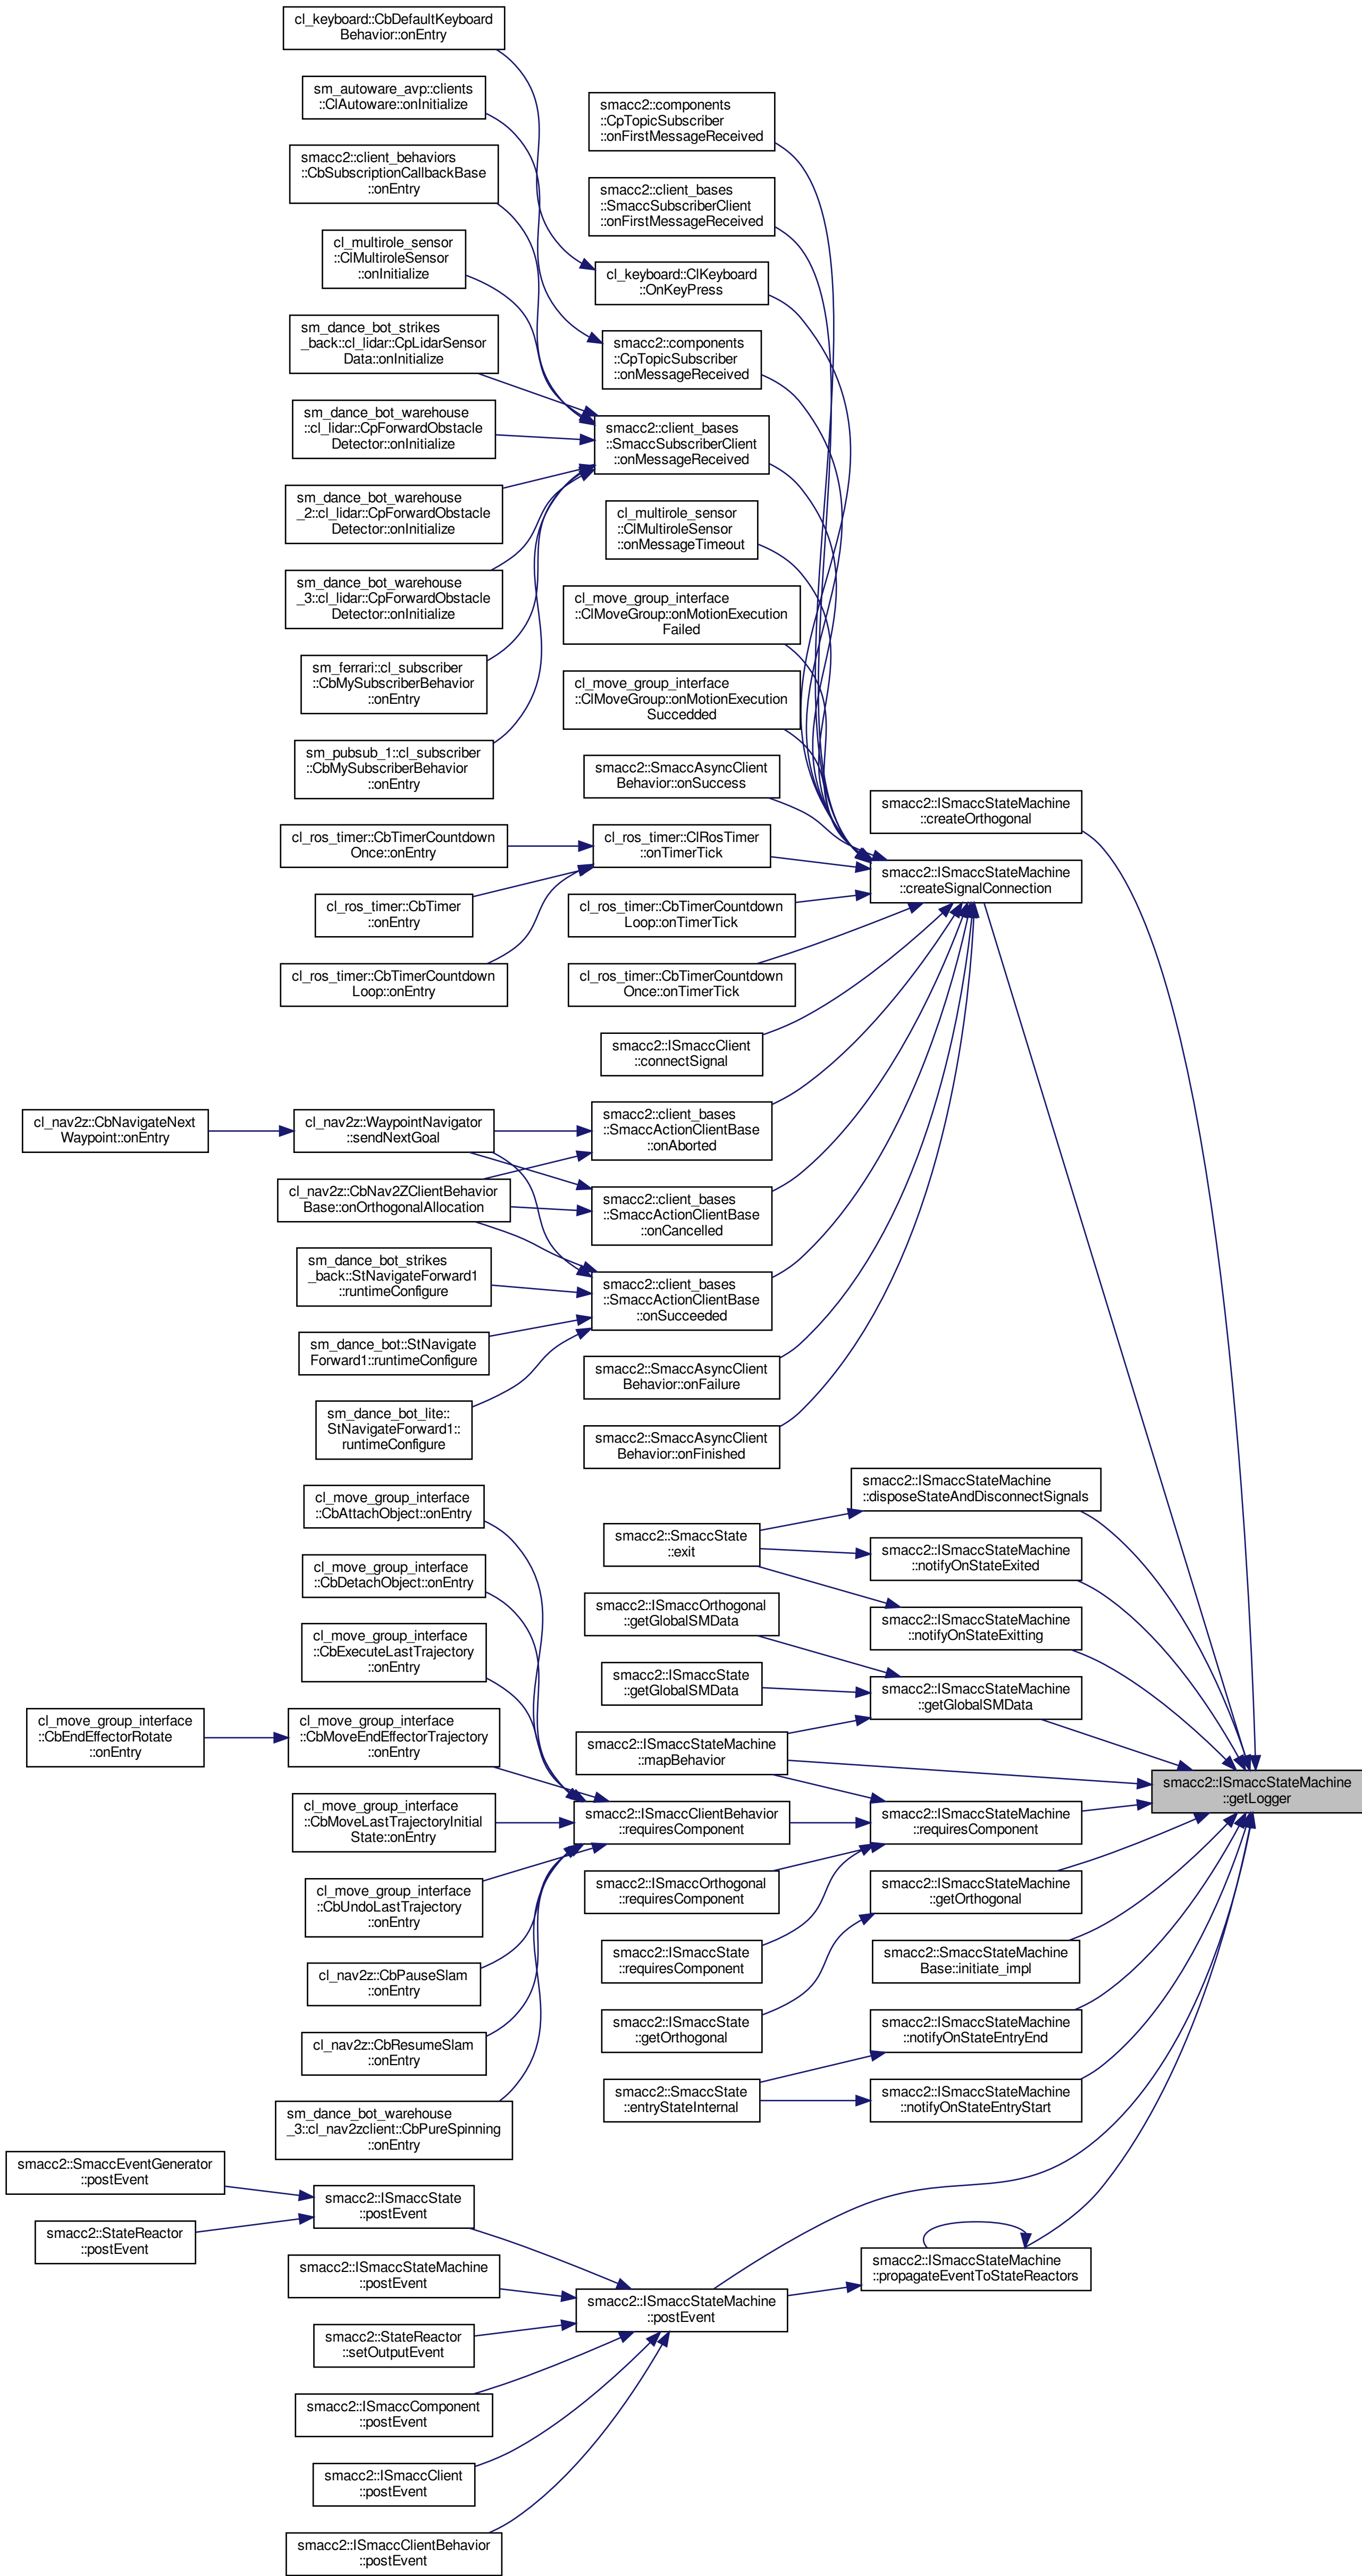 cl_keyboard::CbDefaultKeyboard
Behavior::onEntry
sm_autoware_avp::clients
::ClAutoware::onInitialize
smacc2::client_behaviors
::CbSubscriptionCallbackBase
::onEntry
cl_multirole_sensor
::ClMultiroleSensor
::onInitialize
sm_dance_bot_strikes
_back::cl_lidar::CpLidarSensor
Data::onInitialize
sm_dance_bot_warehouse
::cl_lidar::CpForwardObstacle
Detector::onInitialize
sm_dance_bot_warehouse
_2::cl_lidar::CpForwardObstacle
Detector::onInitialize
sm_dance_bot_warehouse
_3::cl_lidar::CpForwardObstacle
Detector::onInitialize
sm_ferrari::cl_subscriber
::CbMySubscriberBehavior
::onEntry
sm_pubsub_1::cl_subscriber
::CbMySubscriberBehavior
::onEntry
cl_ros_timer::CbTimerCountdown
Once::onEntry
cl_ros_timer::CbTimer
::onEntry
cl_ros_timer::CbTimerCountdown
Loop::onEntry
cl_nav2z::CbNavigateNext
Waypoint::onEntry
cl_nav2z::WaypointNavigator
::sendNextGoal
cl_nav2z::CbNav2ZClientBehavior
Base::onOrthogonalAllocation
sm_dance_bot_strikes
_back::StNavigateForward1
::runtimeConfigure
sm_dance_bot::StNavigate
Forward1::runtimeConfigure
sm_dance_bot_lite::
StNavigateForward1::
runtimeConfigure
cl_move_group_interface
::CbAttachObject::onEntry
cl_move_group_interface
::CbDetachObject::onEntry
cl_move_group_interface
::CbExecuteLastTrajectory
::onEntry
cl_move_group_interface
::CbEndEffectorRotate
::onEntry
cl_move_group_interface
::CbMoveEndEffectorTrajectory
::onEntry
cl_move_group_interface
::CbMoveLastTrajectoryInitial
State::onEntry
cl_move_group_interface
::CbUndoLastTrajectory
::onEntry
cl_nav2z::CbPauseSlam
::onEntry
cl_nav2z::CbResumeSlam
::onEntry
sm_dance_bot_warehouse
_3::cl_nav2zclient::CbPureSpinning
::onEntry
smacc2::SmaccEventGenerator
::postEvent
smacc2::StateReactor
::postEvent
smacc2::ISmaccState
::postEvent
smacc2::ISmaccStateMachine
::postEvent
smacc2::StateReactor
::setOutputEvent
smacc2::ISmaccComponent
::postEvent
smacc2::ISmaccClient
::postEvent
smacc2::ISmaccClientBehavior
::postEvent
smacc2::components
::CpTopicSubscriber
::onFirstMessageReceived
smacc2::client_bases
::SmaccSubscriberClient
::onFirstMessageReceived
cl_keyboard::ClKeyboard
::OnKeyPress
smacc2::components
::CpTopicSubscriber
::onMessageReceived
smacc2::client_bases
::SmaccSubscriberClient
::onMessageReceived
cl_multirole_sensor
::ClMultiroleSensor
::onMessageTimeout
cl_move_group_interface
::ClMoveGroup::onMotionExecution
Failed
cl_move_group_interface
::ClMoveGroup::onMotionExecution
Succedded
smacc2::SmaccAsyncClient
Behavior::onSuccess
cl_ros_timer::ClRosTimer
::onTimerTick
cl_ros_timer::CbTimerCountdown
Loop::onTimerTick
cl_ros_timer::CbTimerCountdown
Once::onTimerTick
smacc2::ISmaccClient
::connectSignal
smacc2::client_bases
::SmaccActionClientBase
::onAborted
smacc2::client_bases
::SmaccActionClientBase
::onCancelled
smacc2::client_bases
::SmaccActionClientBase
::onSucceeded
smacc2::SmaccAsyncClient
Behavior::onFailure
smacc2::SmaccAsyncClient
Behavior::onFinished
smacc2::SmaccState
::exit
smacc2::ISmaccOrthogonal
::getGlobalSMData
smacc2::ISmaccState
::getGlobalSMData
smacc2::ISmaccStateMachine
::mapBehavior
smacc2::ISmaccClientBehavior
::requiresComponent
smacc2::ISmaccOrthogonal
::requiresComponent
smacc2::ISmaccState
::requiresComponent
smacc2::ISmaccState
::getOrthogonal
smacc2::SmaccState
::entryStateInternal
smacc2::ISmaccStateMachine
::postEvent
smacc2::ISmaccStateMachine
::createOrthogonal
smacc2::ISmaccStateMachine
::createSignalConnection
smacc2::ISmaccStateMachine
::disposeStateAndDisconnectSignals
smacc2::ISmaccStateMachine
::notifyOnStateExited
smacc2::ISmaccStateMachine
::notifyOnStateExitting
smacc2::ISmaccStateMachine
::getGlobalSMData
smacc2::ISmaccStateMachine
::requiresComponent
smacc2::ISmaccStateMachine
::getOrthogonal
smacc2::SmaccStateMachine
Base::initiate_impl
smacc2::ISmaccStateMachine
::notifyOnStateEntryEnd
smacc2::ISmaccStateMachine
::notifyOnStateEntryStart
smacc2::ISmaccStateMachine
::propagateEventToStateReactors
smacc2::ISmaccStateMachine
::getLogger